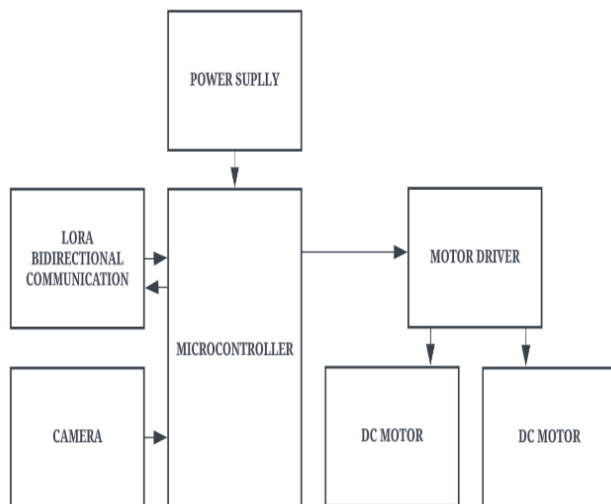 POWER SUPLLY
LORA
BIDIRECTIONAL
COMMUNICATION
MOTOR DRIVER
MICROCONTROLLER
CAMERA
DC MOTOR
DC MOTOR